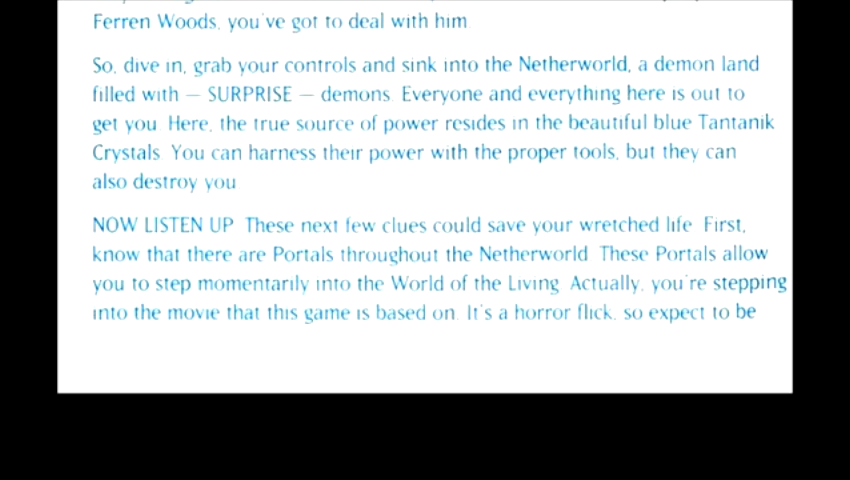 Ferren Woods, you've got to deal with him.
So, dive in, grab your controls and sink into the Netherworld, a demon land
filled with — SURPRISE — demons. Everyone and everything here is out to
get you. Here, the true source of power resides in the beautiful blue Tantanik
Crystals. You can harness their power with the proper tools, but they can
also destroy you.
NOW LISTEN UP. These next few clues could save your wretched life. First,
know that there are Portals throughout the Netherworld. These Portals allow
you to step momentarily into the World of the Living. Actually, you're stepping
into the movie that this game is based on. It's a horror flick, so expect to be